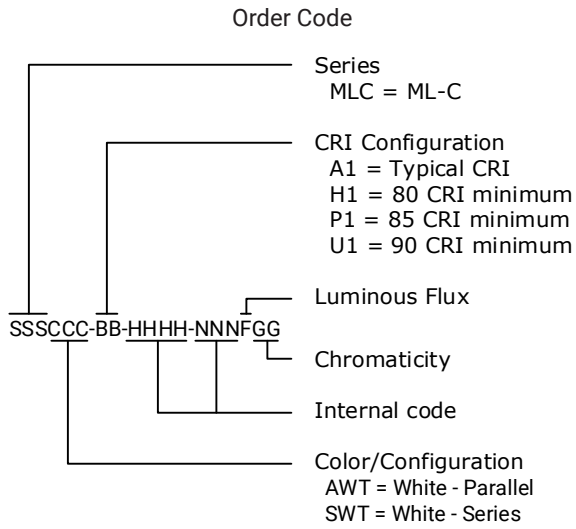 Order Code
Series
MLC = ML-C
CRI Configuration
A1 = Typical CRI
H1 = 80 CRI minimum
P1 = 85 CRI minimum
U1 = 90 CRI minimum
Luminous Flux
SSSCCC-BB-HHHH-NNNFGG
Chromaticity
Internal code
Color/Configuration
AWT = White - Parallel
SWT = White - Series